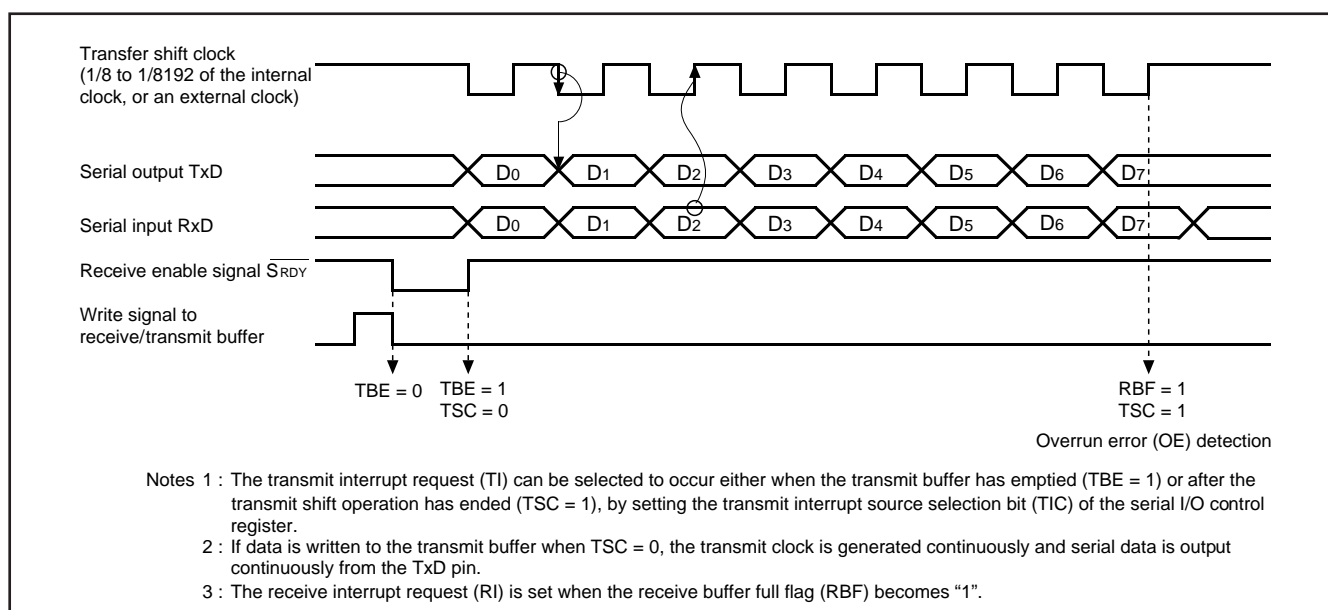 Transfer shift clock
(1/8 to 1/8192 of the internal
clock, or an external clock)
Serial output TxD
D0 D1 D2 D3 D4 D5 D6 D7
Serial input RxD
D0 D1 D2 D3 D4 D5 D6 D7
Receive enable signal SRDY
Write signal to
receive/transmit buffer
TBE = 0 TBE = 1 RBF = 1
TSC = 0 TSC = 1
Overrun error (OE) detection
Notes 1 : The transmit interrupt request (TI) can be selected to occur either when the transmit buffer has emptied (TBE = 1) or after the
transmit shift operation has ended (TSC = 1), by setting the transmit interrupt source selection bit (TIC) of the serial I/O control
register.
2 : If data is written to the transmit buffer when TSC = 0, the transmit clock is generated continuously and serial data is output
continuously from the TxD pin.
3 : The receive interrupt request (RI) is set when the receive buffer full flag (RBF) becomes “1”.